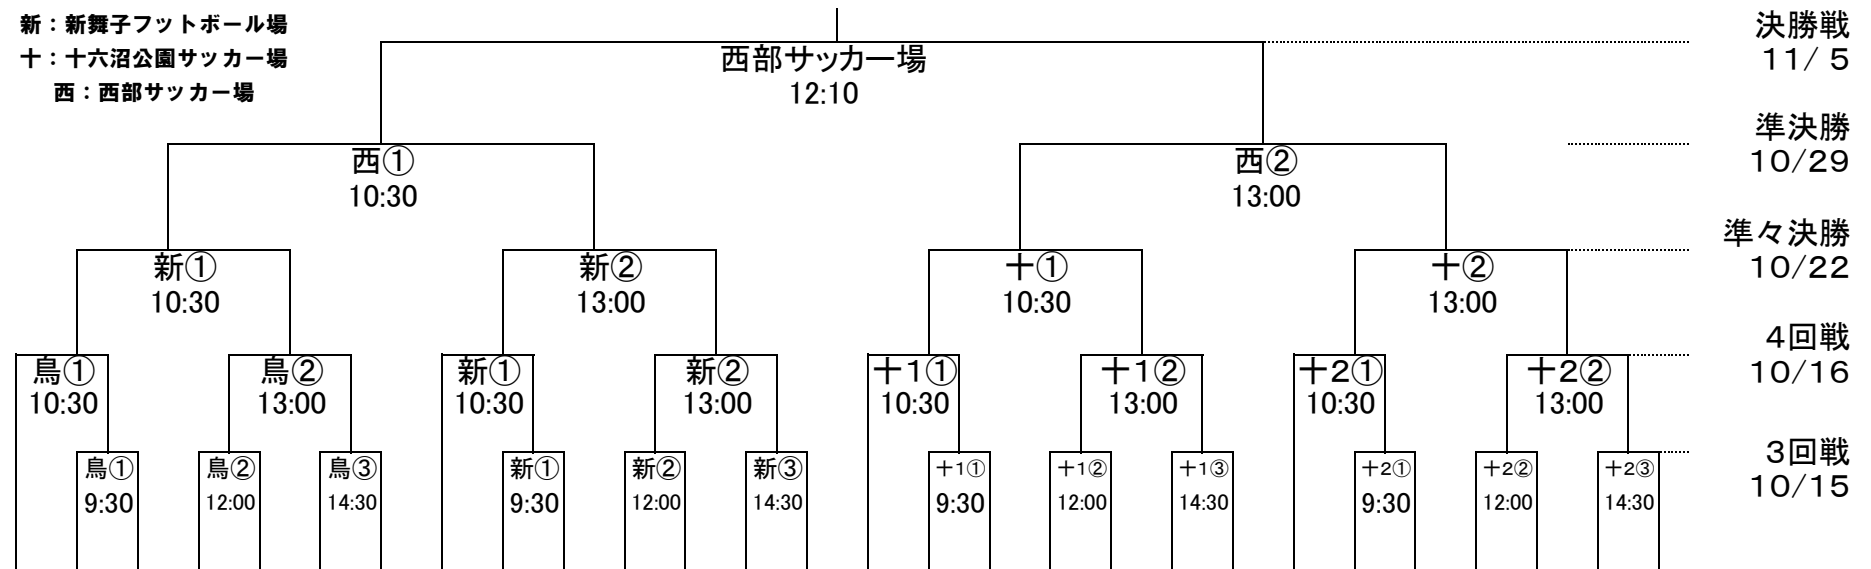 新：新舞子フットボール場
十：十六沼公園サッカー場
西：西部サッカー場
決勝戦
11/ 5
西部サッカー場
12:10
準決勝
10/29
西①
10:30
西②
13:00
準々決勝
10/22
新①
10:30
新②
13:00
十①
10:30
十②
13:00
4回戦
10/16
鳥①
10:30
鳥②
13:00
新①
10:30
新②
13:00
十1①
10:30
十1②
13:00
十2①
10:30
十2②
13:00
3回戦
10/15
鳥①
9:30
鳥②
12:00
鳥③
14:30
新①
9:30
新②
12:00
新③
14:30
十1①
9:30
十1②
12:00
十1③
14:30
十2①
9:30
十2②
12:00
十2③
14:30